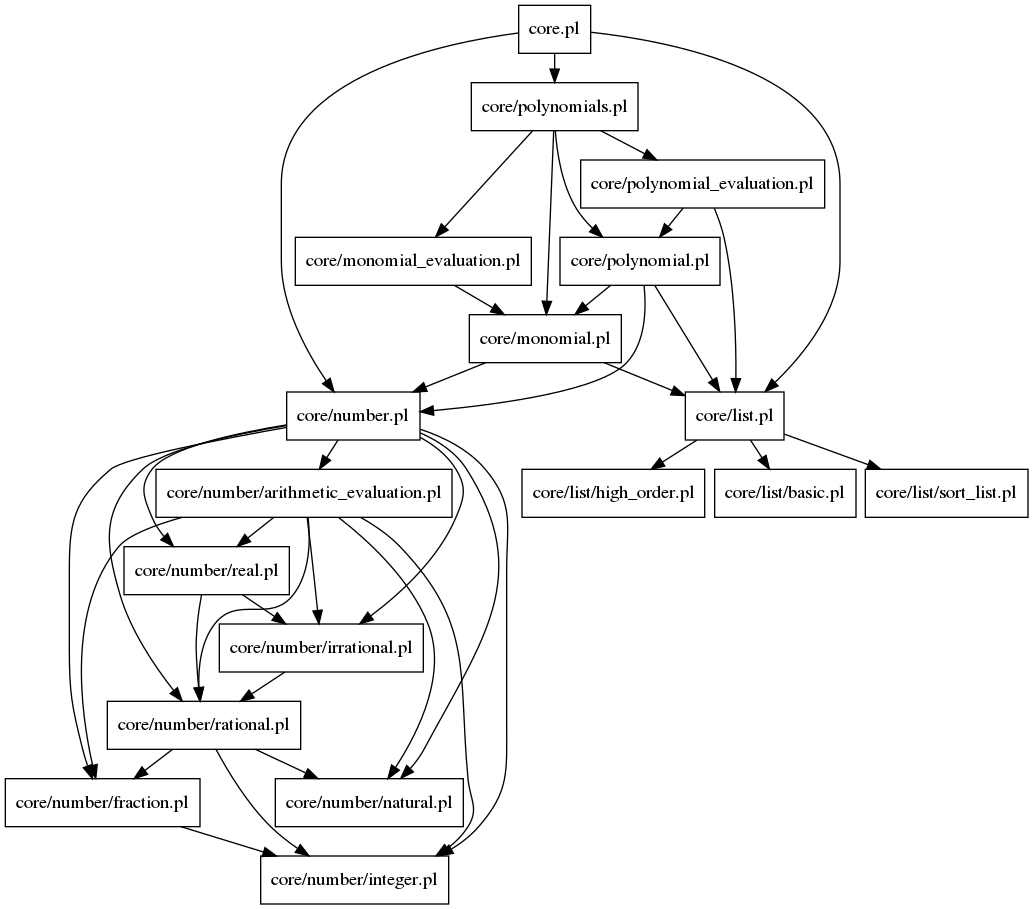 core.pl
core/polynomials.pl
core/polynomial_evaluation.pl
core/monomial_evaluation.pl
core/polynomial.pl
core/monomial.pl
core/number.pl
core/list.pl
core/number/arithmetic_evaluation.pl
core/list/high_order.pl
core/list/basic.pl
core/list/sort_list.pl
core/number/real.pl
core/number/irrational.pl
core/number/rational.pl
core/number/fraction.pl
core/number/natural.pl
core/number/integer.pl